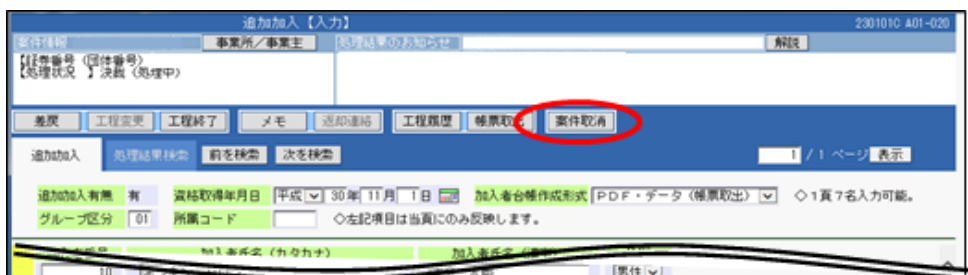 追加加入【入力】 2301010 A01-020
案件情報 事業所／事業主 処理結果のお知らせ 解説
【証券番号（団体番号）
【処理状況 】決裁（処理中）
差戻 工程変更 工程終了 メモ 返却連絡 工程履歴 帳票取出 案件取消
追加加入 処理結果検索 前を検索 次を検索 1 / 1 ページ 表示
追加加入有無 有 資格取得年月日 平成 30年 11月 1日 加入者台帳作成形式 ＰＤＦ・データ（帳票取出） ◇１頁７名入力可能。
グループ区分 01 所属コード ◇左記項目は当頁にのみ反映します。
加入者氏名（カタカナ） 加入者氏名（漢字）
10 男性